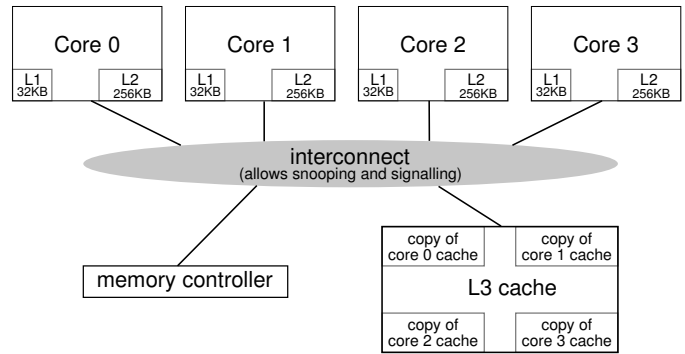 Core 0
L1
32KB
L2
256KB
Core 1
L1
32KB
L2
256KB
Core 2
L1
32KB
L2
256KB
Core 3
L1
32KB
L2
256KB
interconnect
(allows snooping and signalling)
memory controller
copy of
core 0 cache
copy of
core 1 cache
L3 cache
copy of
core 2 cache
copy of
core 3 cache